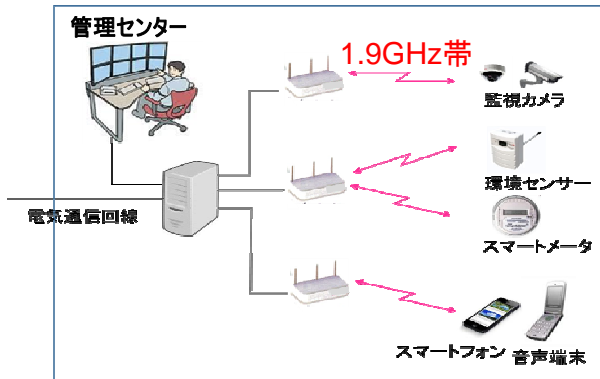 管理センター
1.9GHz帯
監視カメラ
環境センサー
電気通信回線
スマートメータ
スマートフォン 音声端末